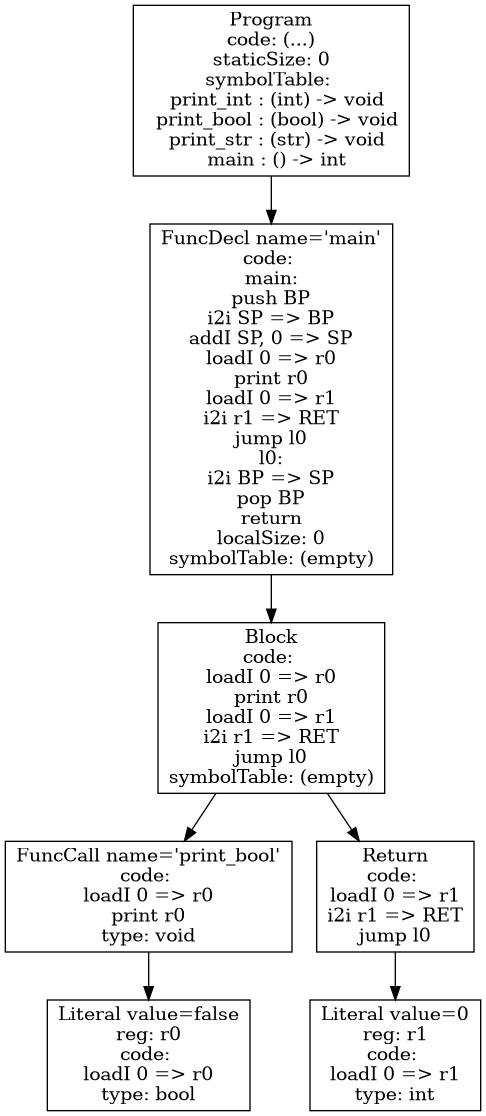 Program
code: (...)
staticSize: 0
symbolTable:
print_int : (int) -> void
print_bool : (bool) -> void
print_str : (str) -> void
main : () -> int
FuncDecl name='main'
code:
main:
push BP
i2i SP => BP
addI SP, 0 => SP
loadI 0 => r0
print r0
loadI 0 => r1
i2i r1 => RET
jump l0
l0:
i2i BP => SP
pop BP
return
localSize: 0
symbolTable: (empty)
Block
code:
loadI 0 => r0
print r0
loadI 0 => r1
i2i r1 => RET
jump l0
symbolTable: (empty)
FuncCall name='print_bool'
code:
loadI 0 => r0
print r0
type: void
Return
code:
loadI 0 => r1
i2i r1 => RET
jump l0
Literal value=false
reg: r0
code:
loadI 0 => r0
type: bool
Literal value=0
reg: r1
code:
loadI 0 => r1
type: int